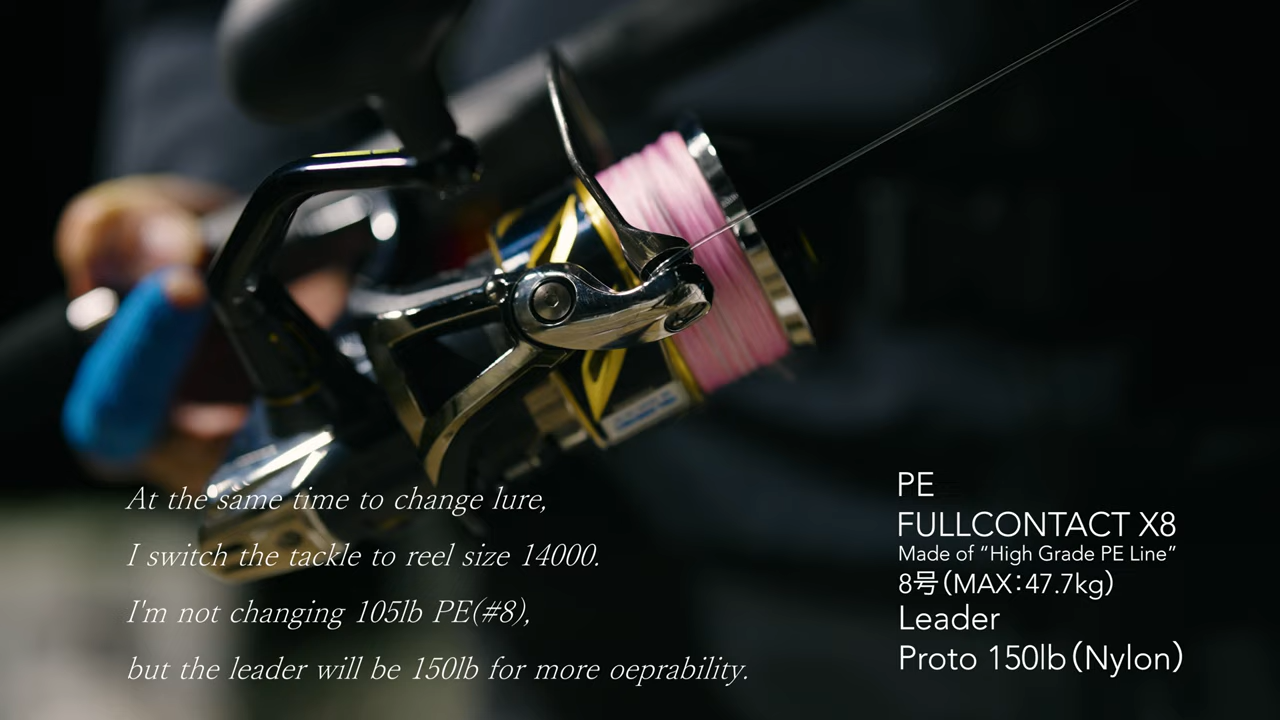 At the same time to change lure,
I switch the tackle to reel size 14000.
I'm not changing 105lb PE(#8),
but the leader will be 150lb for more oeprability.
PE
FULLCONTACT X8
Made of “High Grade PE Line”
8号(MAX:47.7kg)
Leader
Proto 150lb(Nylon)